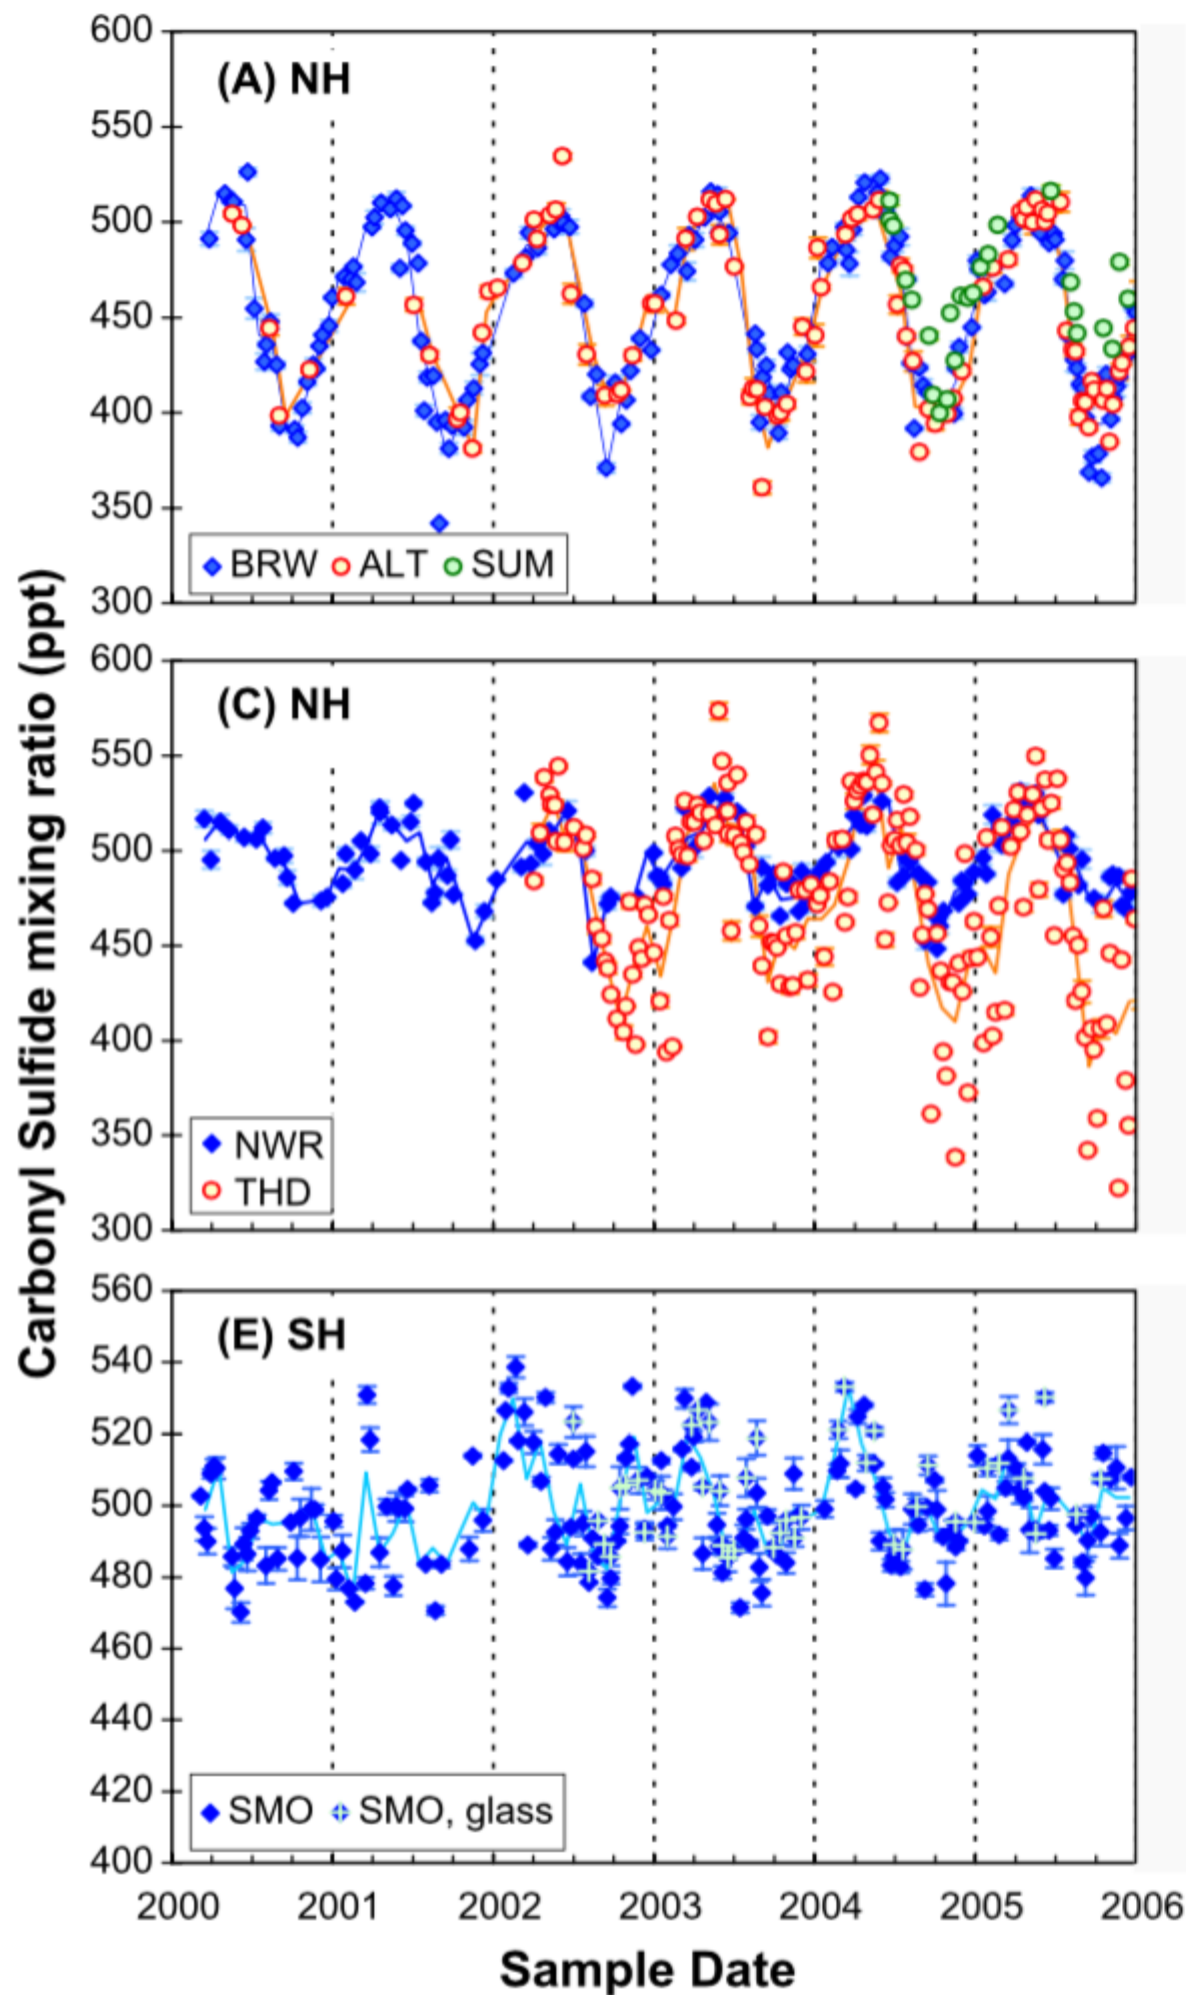 Carbonyl Sulfide mixing ratio (ppt)
600
(A) NH
550
500
450
400
350
BRW ALT SUM
300
600
(C) NH
550
500
450
400
350
NWR
THD
300
560
(E) SH
540
520
500
480
460
440
420
SMO SMO, glass
400
2000 2001 2002 2003 2004 2005 2006
Sample Date